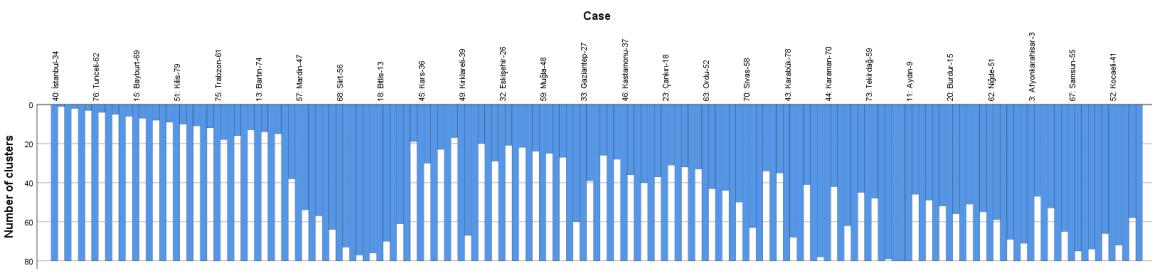 Case
40: İstanbul-34
76: Tunceli-62
15: Bayburt-69
51: Kilis-79
75: Trabzon-61
13: Bartın-74
57: Mardin-47
68: Siirt-56
18: Bitlis-13
45: Kars-36
49: Kırklareli-39
32: Eskişehir-26
59: Muğla-48
33: Gaziantep-27
46: Kastamonu-37
23: Çankırı-18
63: Ordu-52
70: Sivas-58
43: Karabük-78
44: Karaman-70
73: Tekirdağ-59
11: Aydın-9
20: Burdur-15
62: Niğde-51
3: Afyonkarahisar-3
67: Samsun-55
52: Kocaeli-41
Number of clusters
0
20
40
60
80